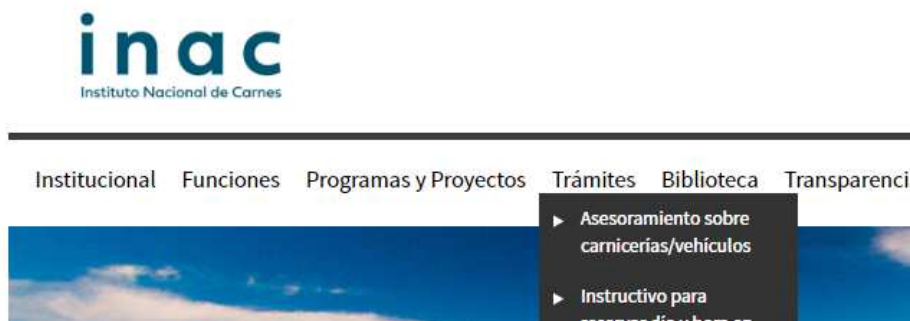 inac
Instituto Nacional de Carnes
Institucional Funciones Programas y Proyectos Trámites Biblioteca Transparenci
Asesoramiento sobre
carnicerías/vehículos
Instructivo para